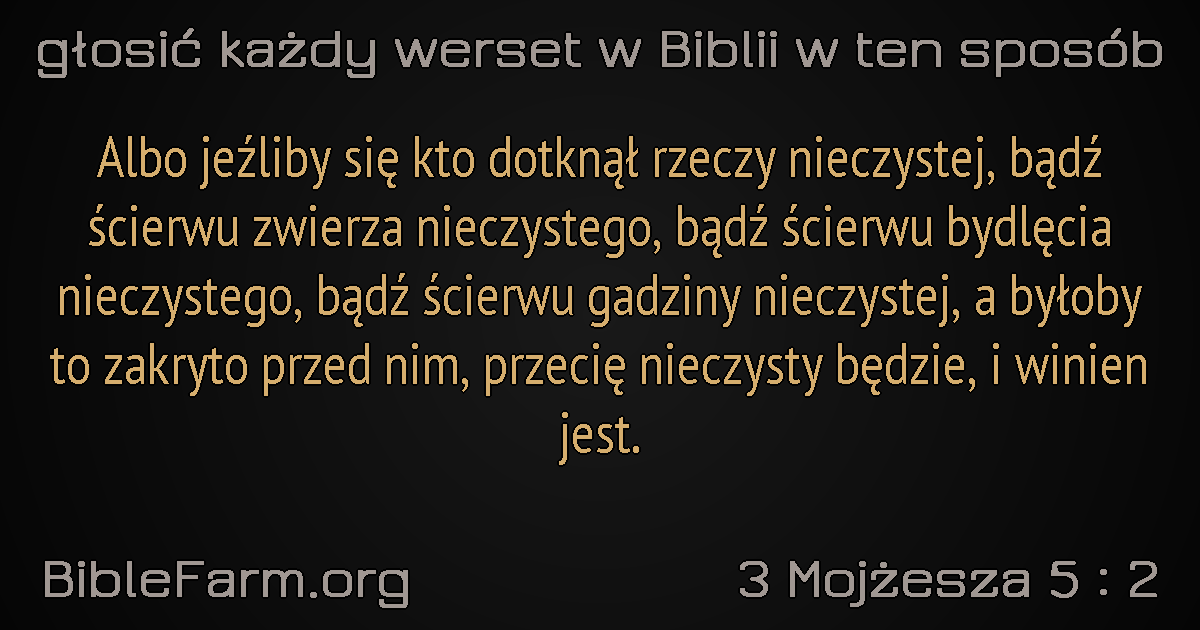 głosić każdy werset w Biblii w ten sposób
Albo jeźliby się kto dotknął rzeczy nieczystej, bądź
ścierwu zwierza nieczystego, bądź ścierwu bydlęcia
nieczystego, bądź ścierwu gadziny nieczystej, a byłoby
to zakryto przed nim, przecię nieczysty będzie, i winien
jest.
BibleFarm.org
3 Mojżesza 5 : 2